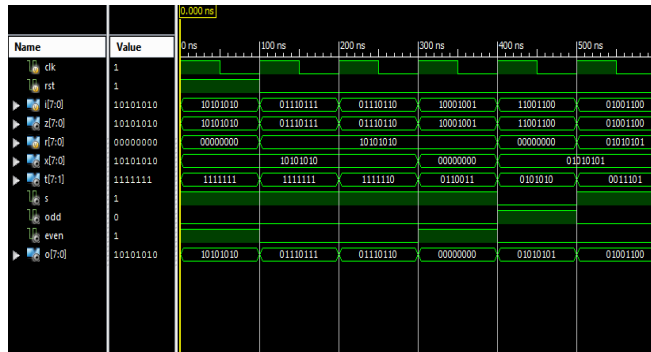 0.000 ns
Name Value 0 ns 100 ns 200 ns 300 ns 400 ns 500 ns
clk 1
rst 1
i[7:0] 10101010 10101010 01110111 01110110 10001001 11001100 01001100
z[7:0] 10101010 10101010 01110111 01110110 10001001 11001100 01001100
r[7:0] 00000000 00000000 10101010 00000000 01010101
x[7:0] 10101010 10101010 00000000 01010101
t[7:1] 1111111 1111111 1111111 1111110 0110011 0101010 0011101
s 1
odd 0
even 1
o[7:0] 10101010 10101010 01110111 01110110 00000000 01010101 01001100